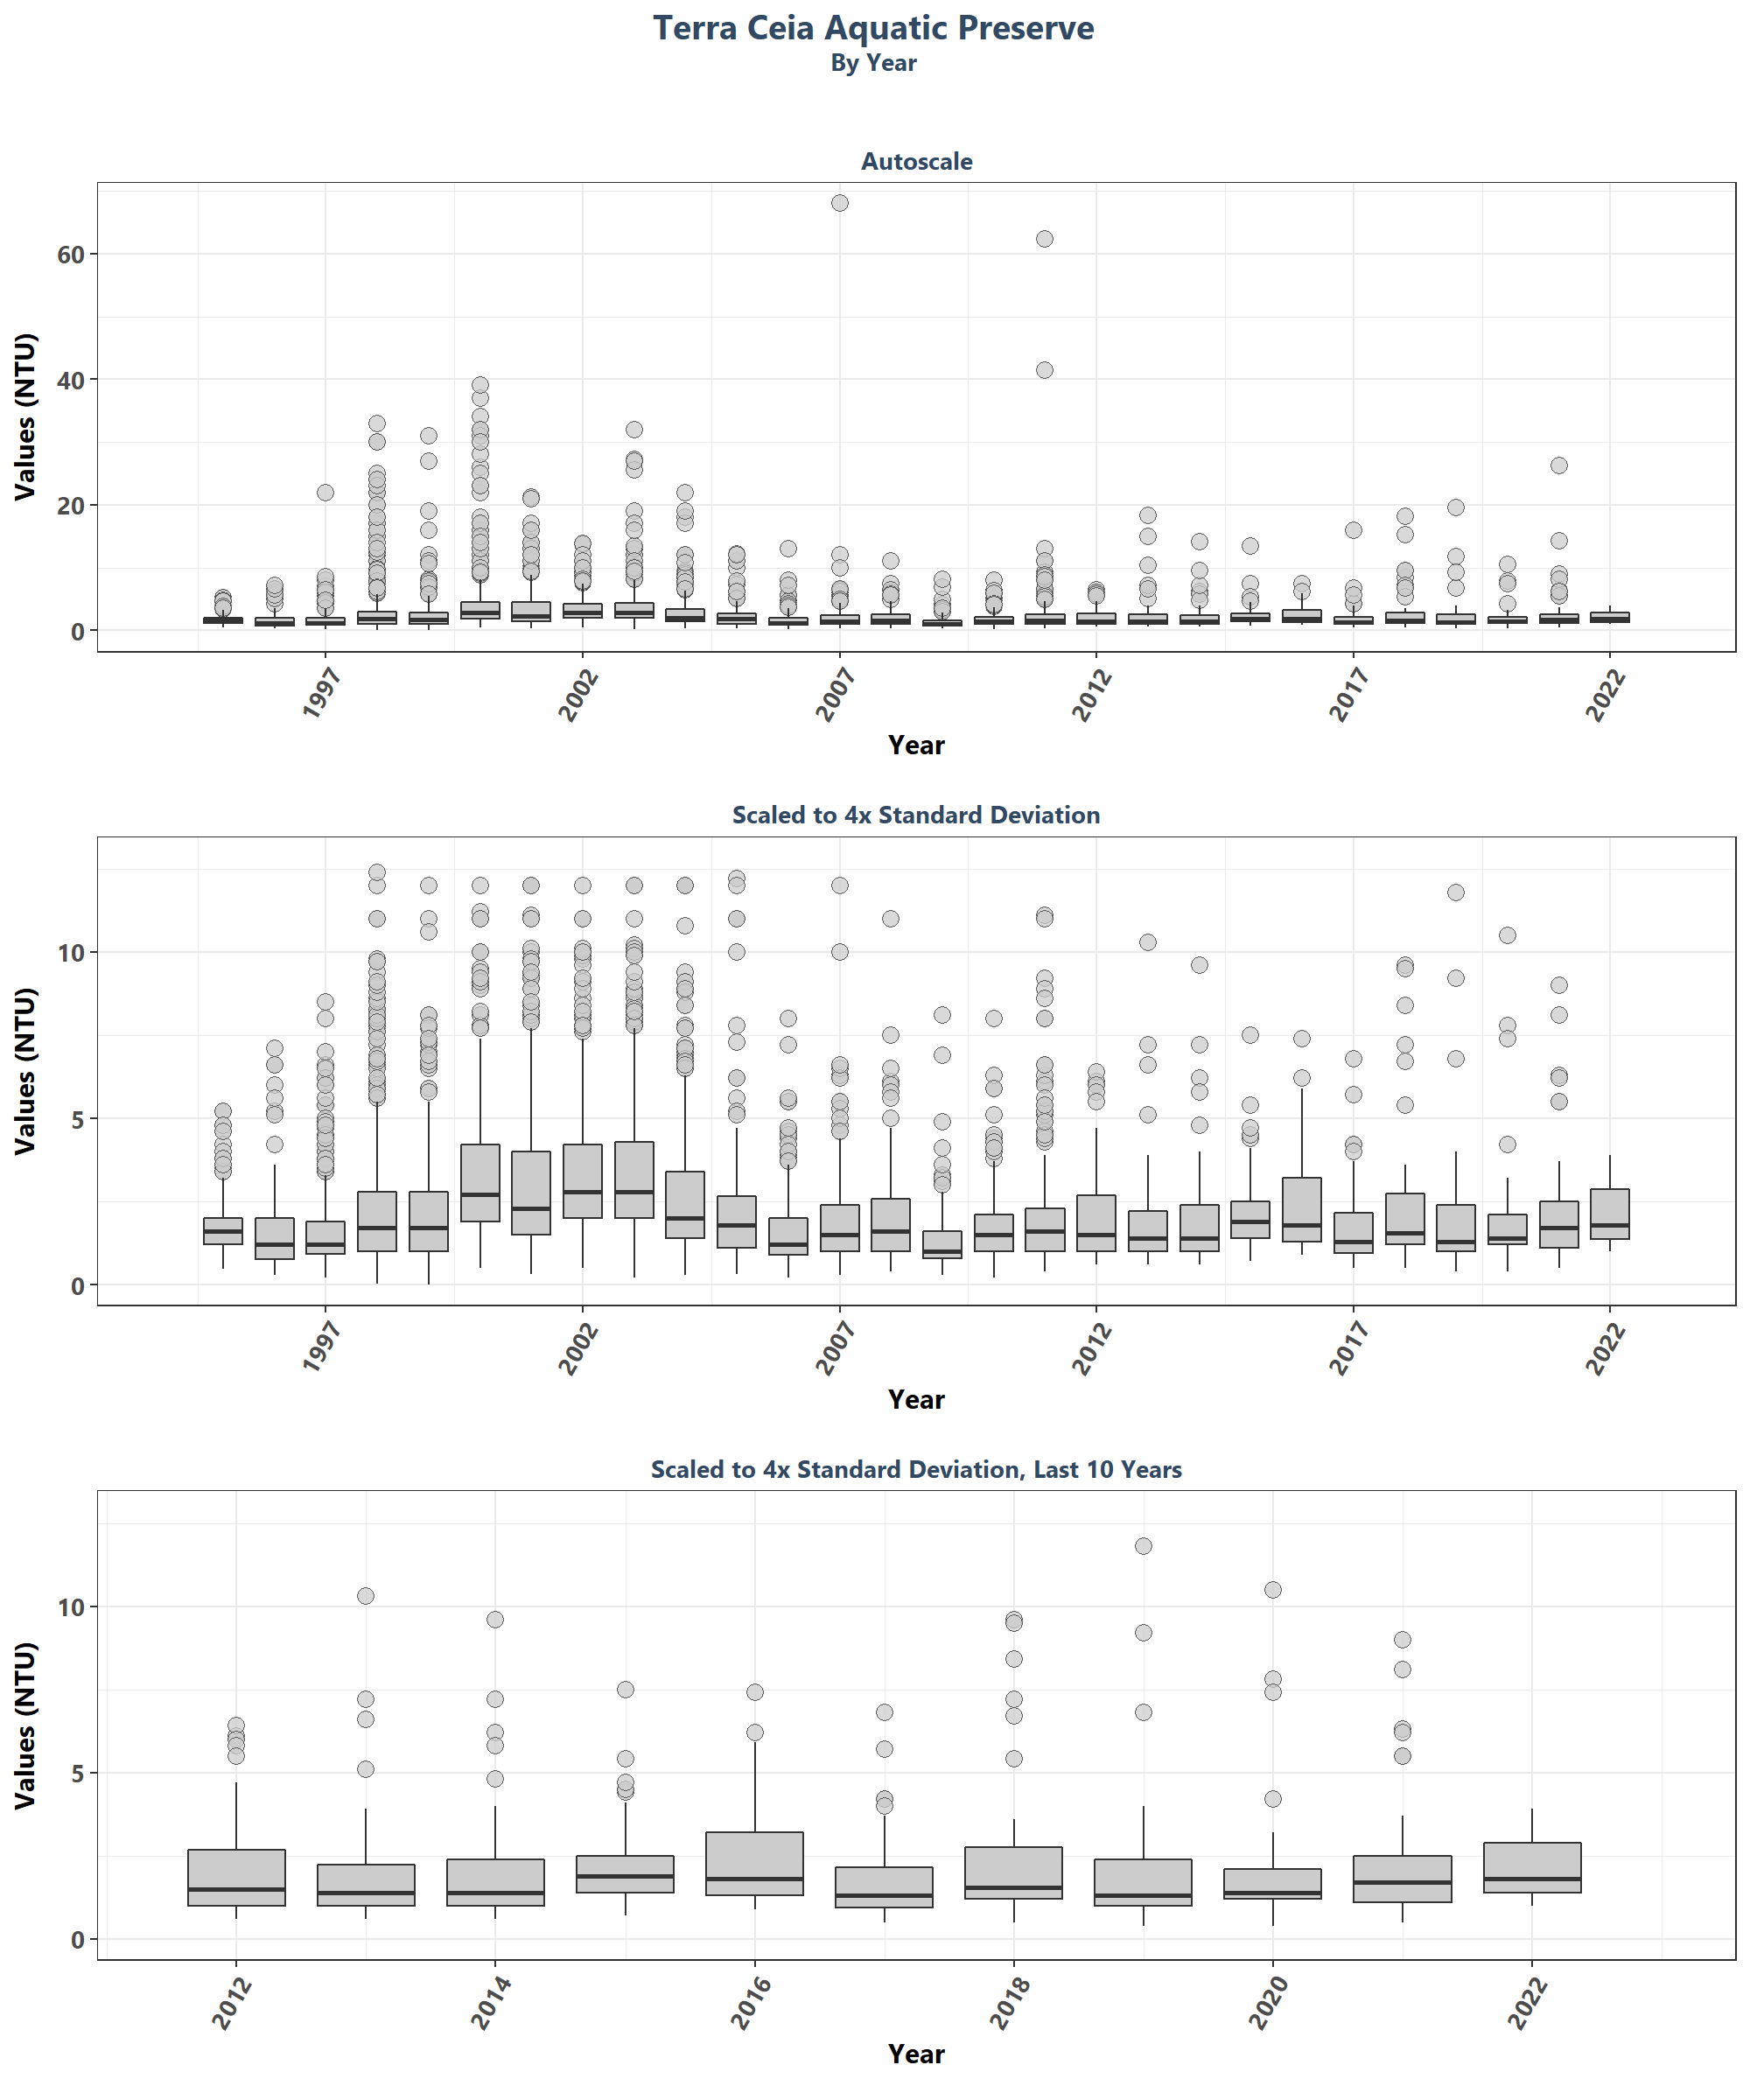 Terra Ceia Aquatic Preserve
By Year
Autoscale
Values (NTU)
60
40
20
0
1997
2002
2007
2012
2017
2022
Year
Scaled to 4x Standard Deviation
Values (NTU)
10
5
0
1997
2002
2007
2012
2017
2022
Year
Scaled to 4x Standard Deviation, Last 10 Years
Values (NTU)
10
5
0
2012
2014
2016
2018
2020
2022
Year